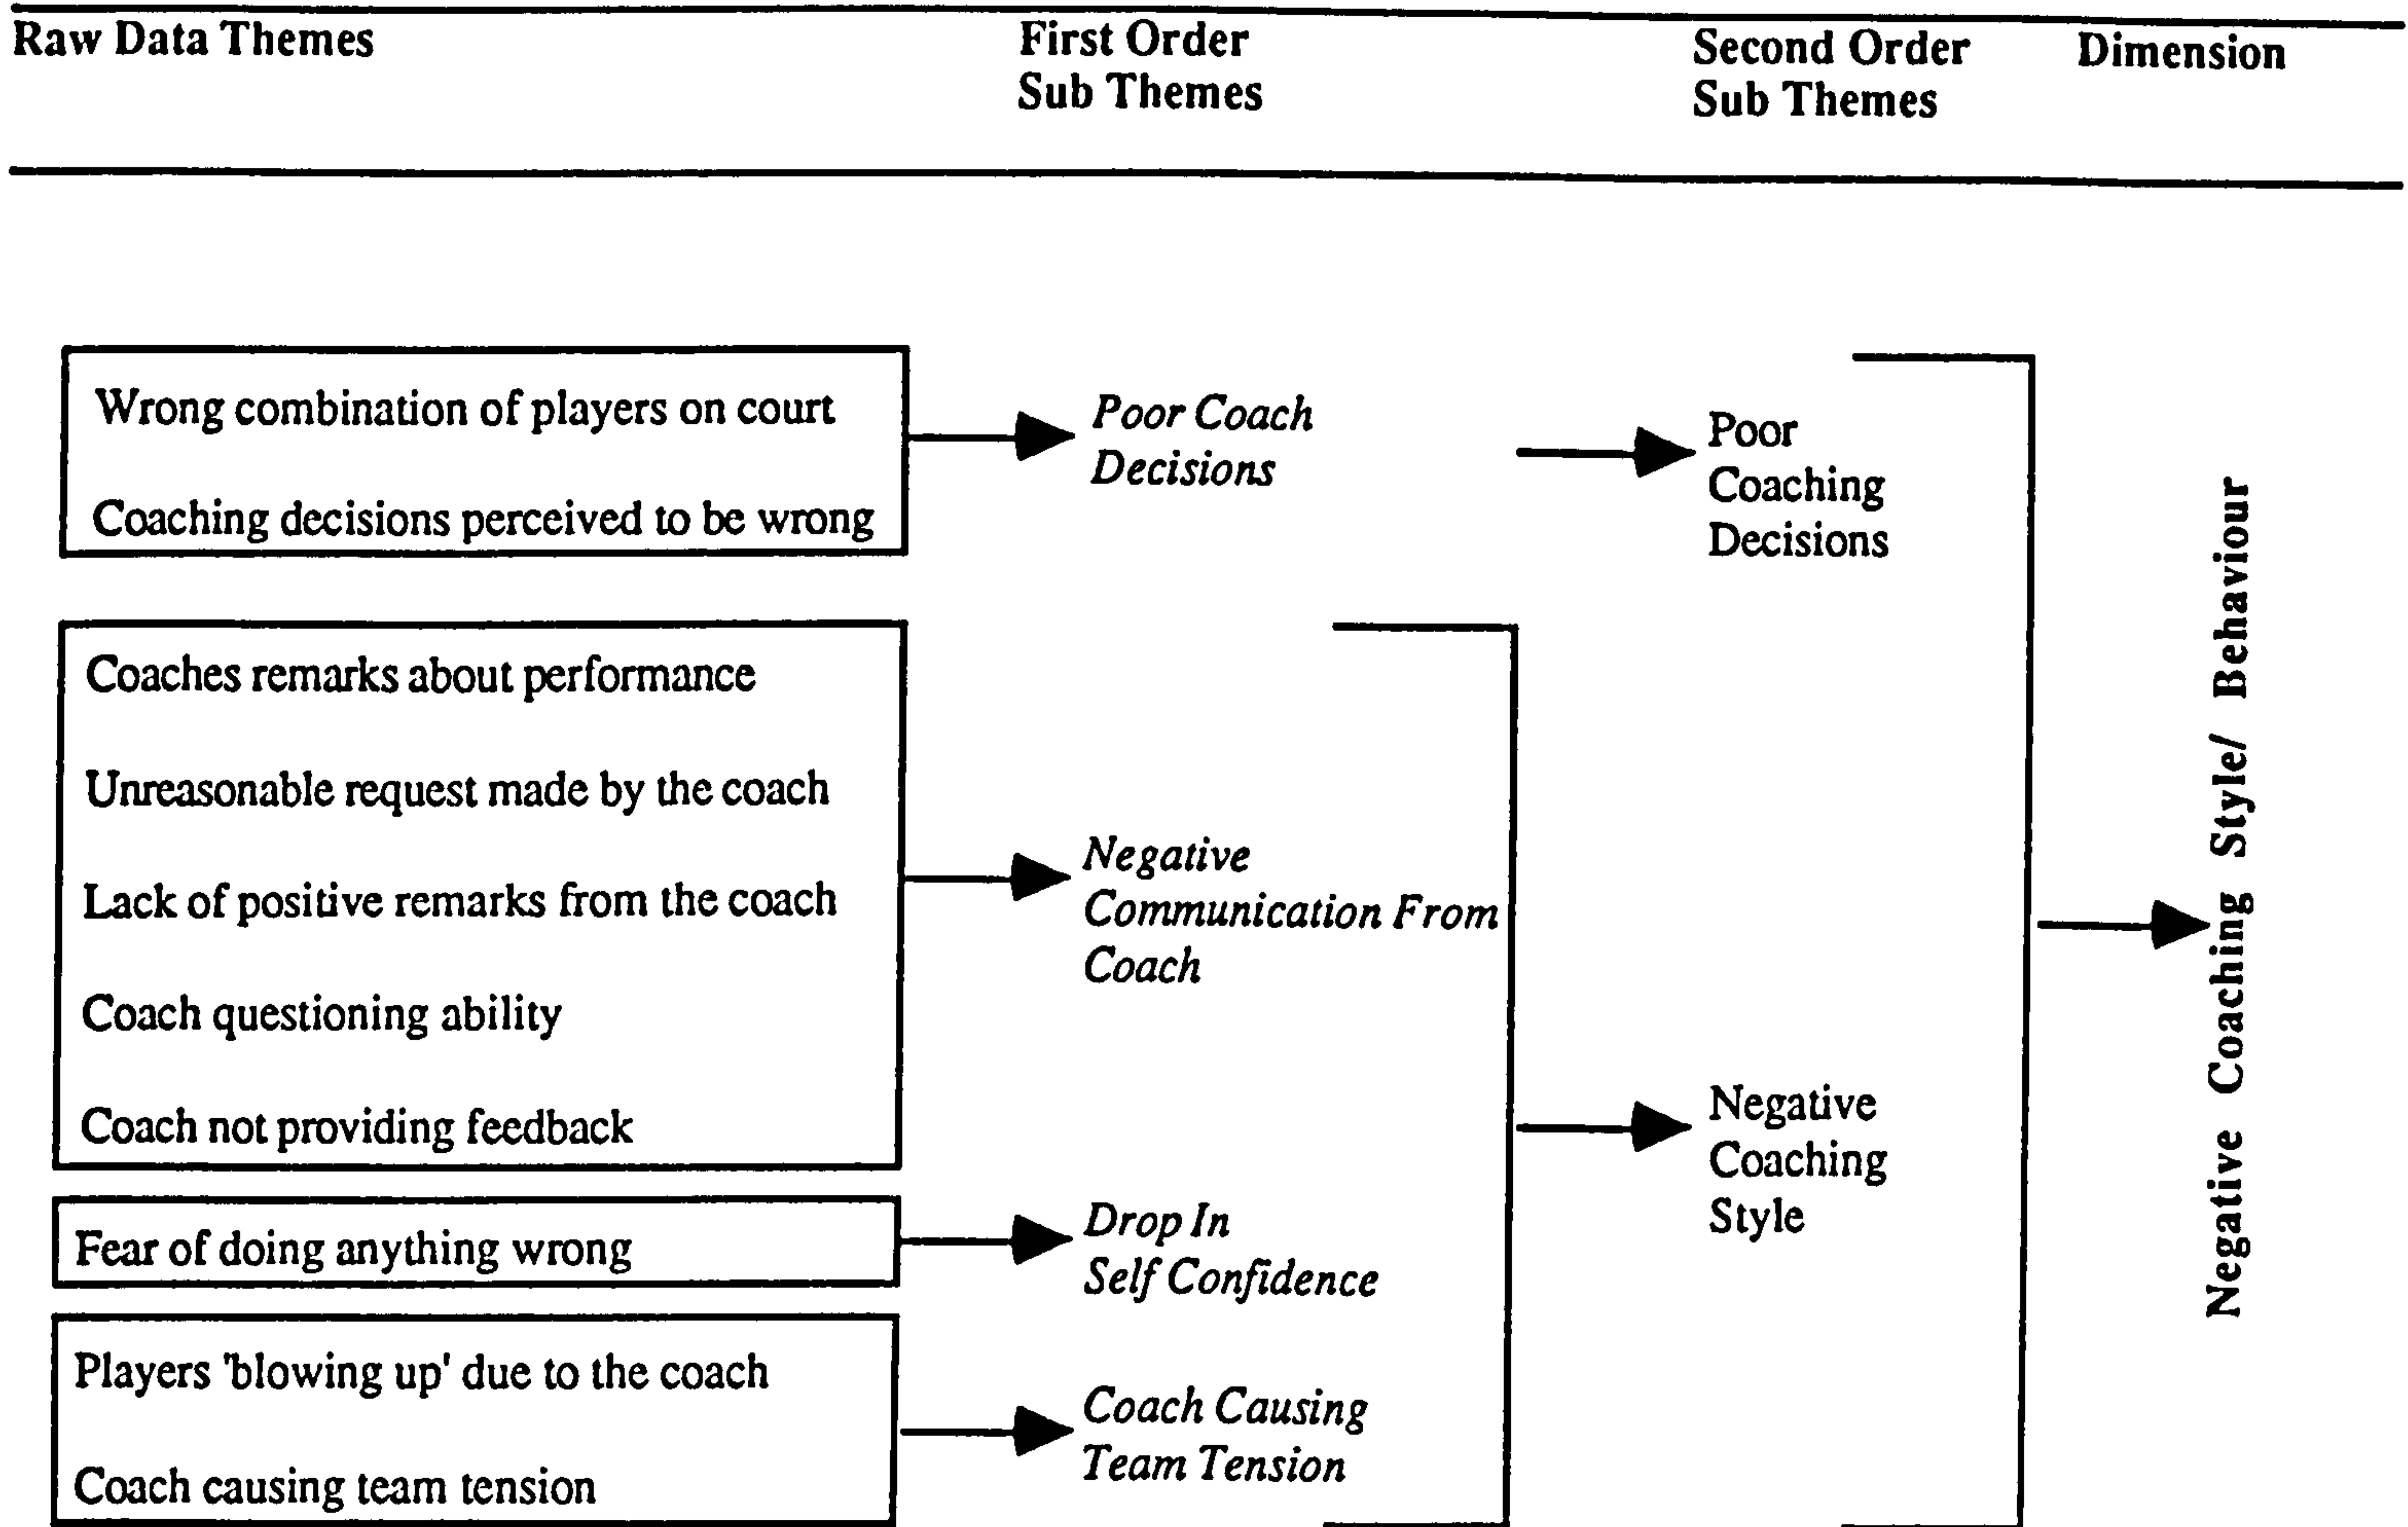 Raw Data Themes
First Order
Sub Themes
Second Order
Sub Themes
Dimension
Wrong combination of players on court
Coaching decisions perceived to be wrong
Poor Coach
Decisions
Poor
Coaching
Decisions
Coaches remarks about performance
Unreasonable request made by the coach
Lack of positive remarks from the coach
Coach questioning ability
Coach not providing feedback
Negative
Communication From
Coach
Fear of doing anything wrong
Drop In
Self Confidence
Players 'blowing up' due to the coach
Coach causing team tension
Coach Causing
Team Tension
Negative
Coaching
Style
Negative Coaching Style/ Behaviour